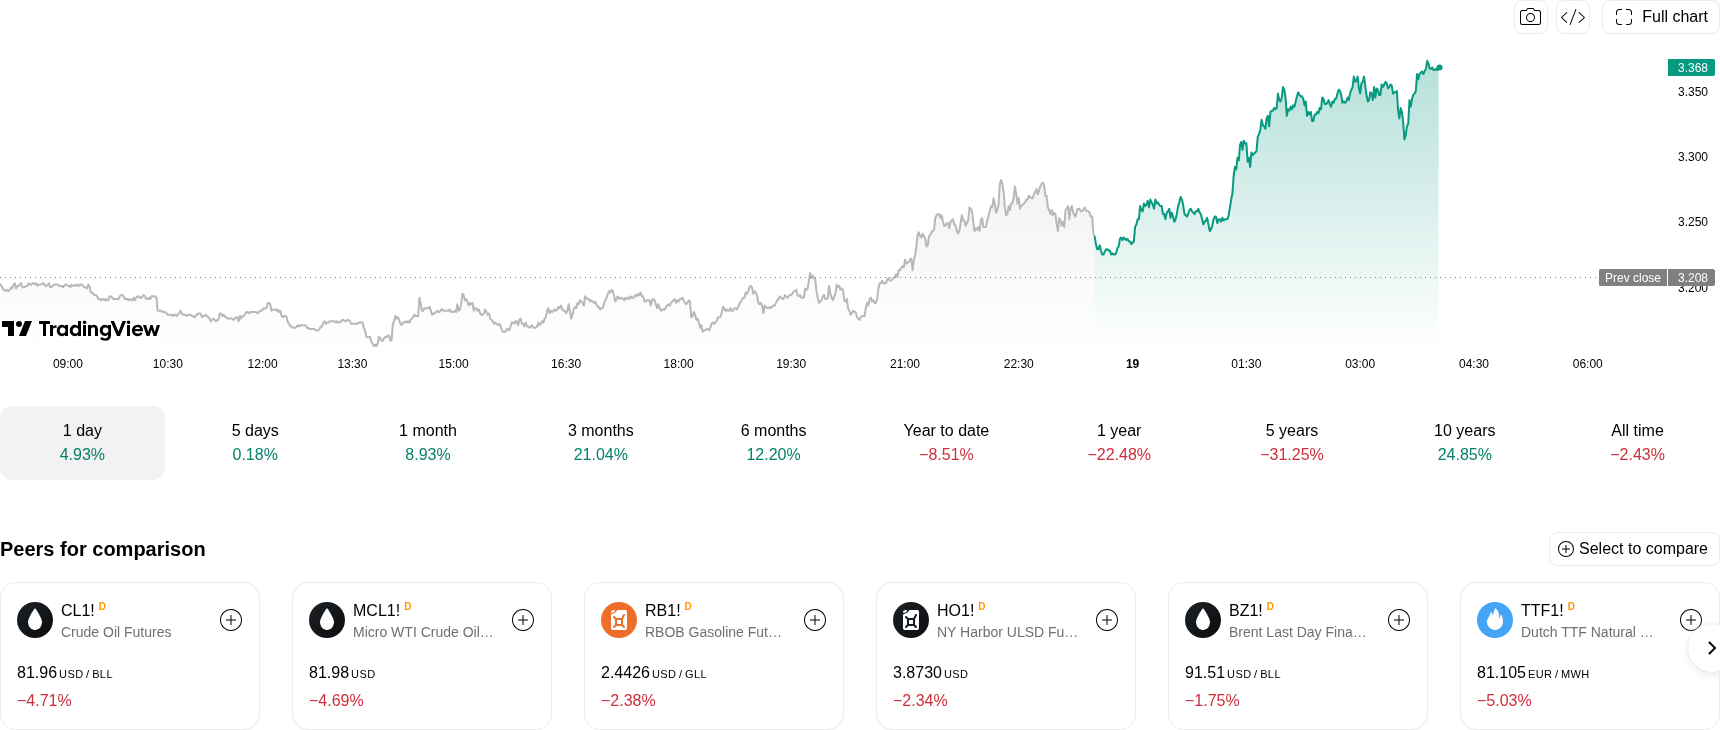 Full chart
3.368
3.350
3.300
3.250
Prev close 3.208
3.200
TradingView
09:00 10:30 12:00 13:30 15:00 16:30 18:00 19:30 21:00 22:30 19 01:30 03:00 04:30 06:00
1 day 5 days 1 month 3 months 6 months Year to date 1 year 5 years 10 years All time
4.93% 0.18% 8.93% 21.04% 12.20% −8.51% −22.48% −31.25% 24.85% −2.43%
Peers for comparison
Select to compare
CL1! D
Crude Oil Futures
81.96 USD / BLL
−4.71%
MCL1! D
Micro WTI Crude Oil…
81.98 USD
−4.69%
RB1! D
RBOB Gasoline Fut…
2.4426 USD / GLL
−2.38%
HO1! D
NY Harbor ULSD Fu…
3.8730 USD
−2.34%
BZ1! D
Brent Last Day Fina…
91.51 USD / BLL
−1.75%
TTF1! D
Dutch TTF Natural …
81.105 EUR / MWH
−5.03%